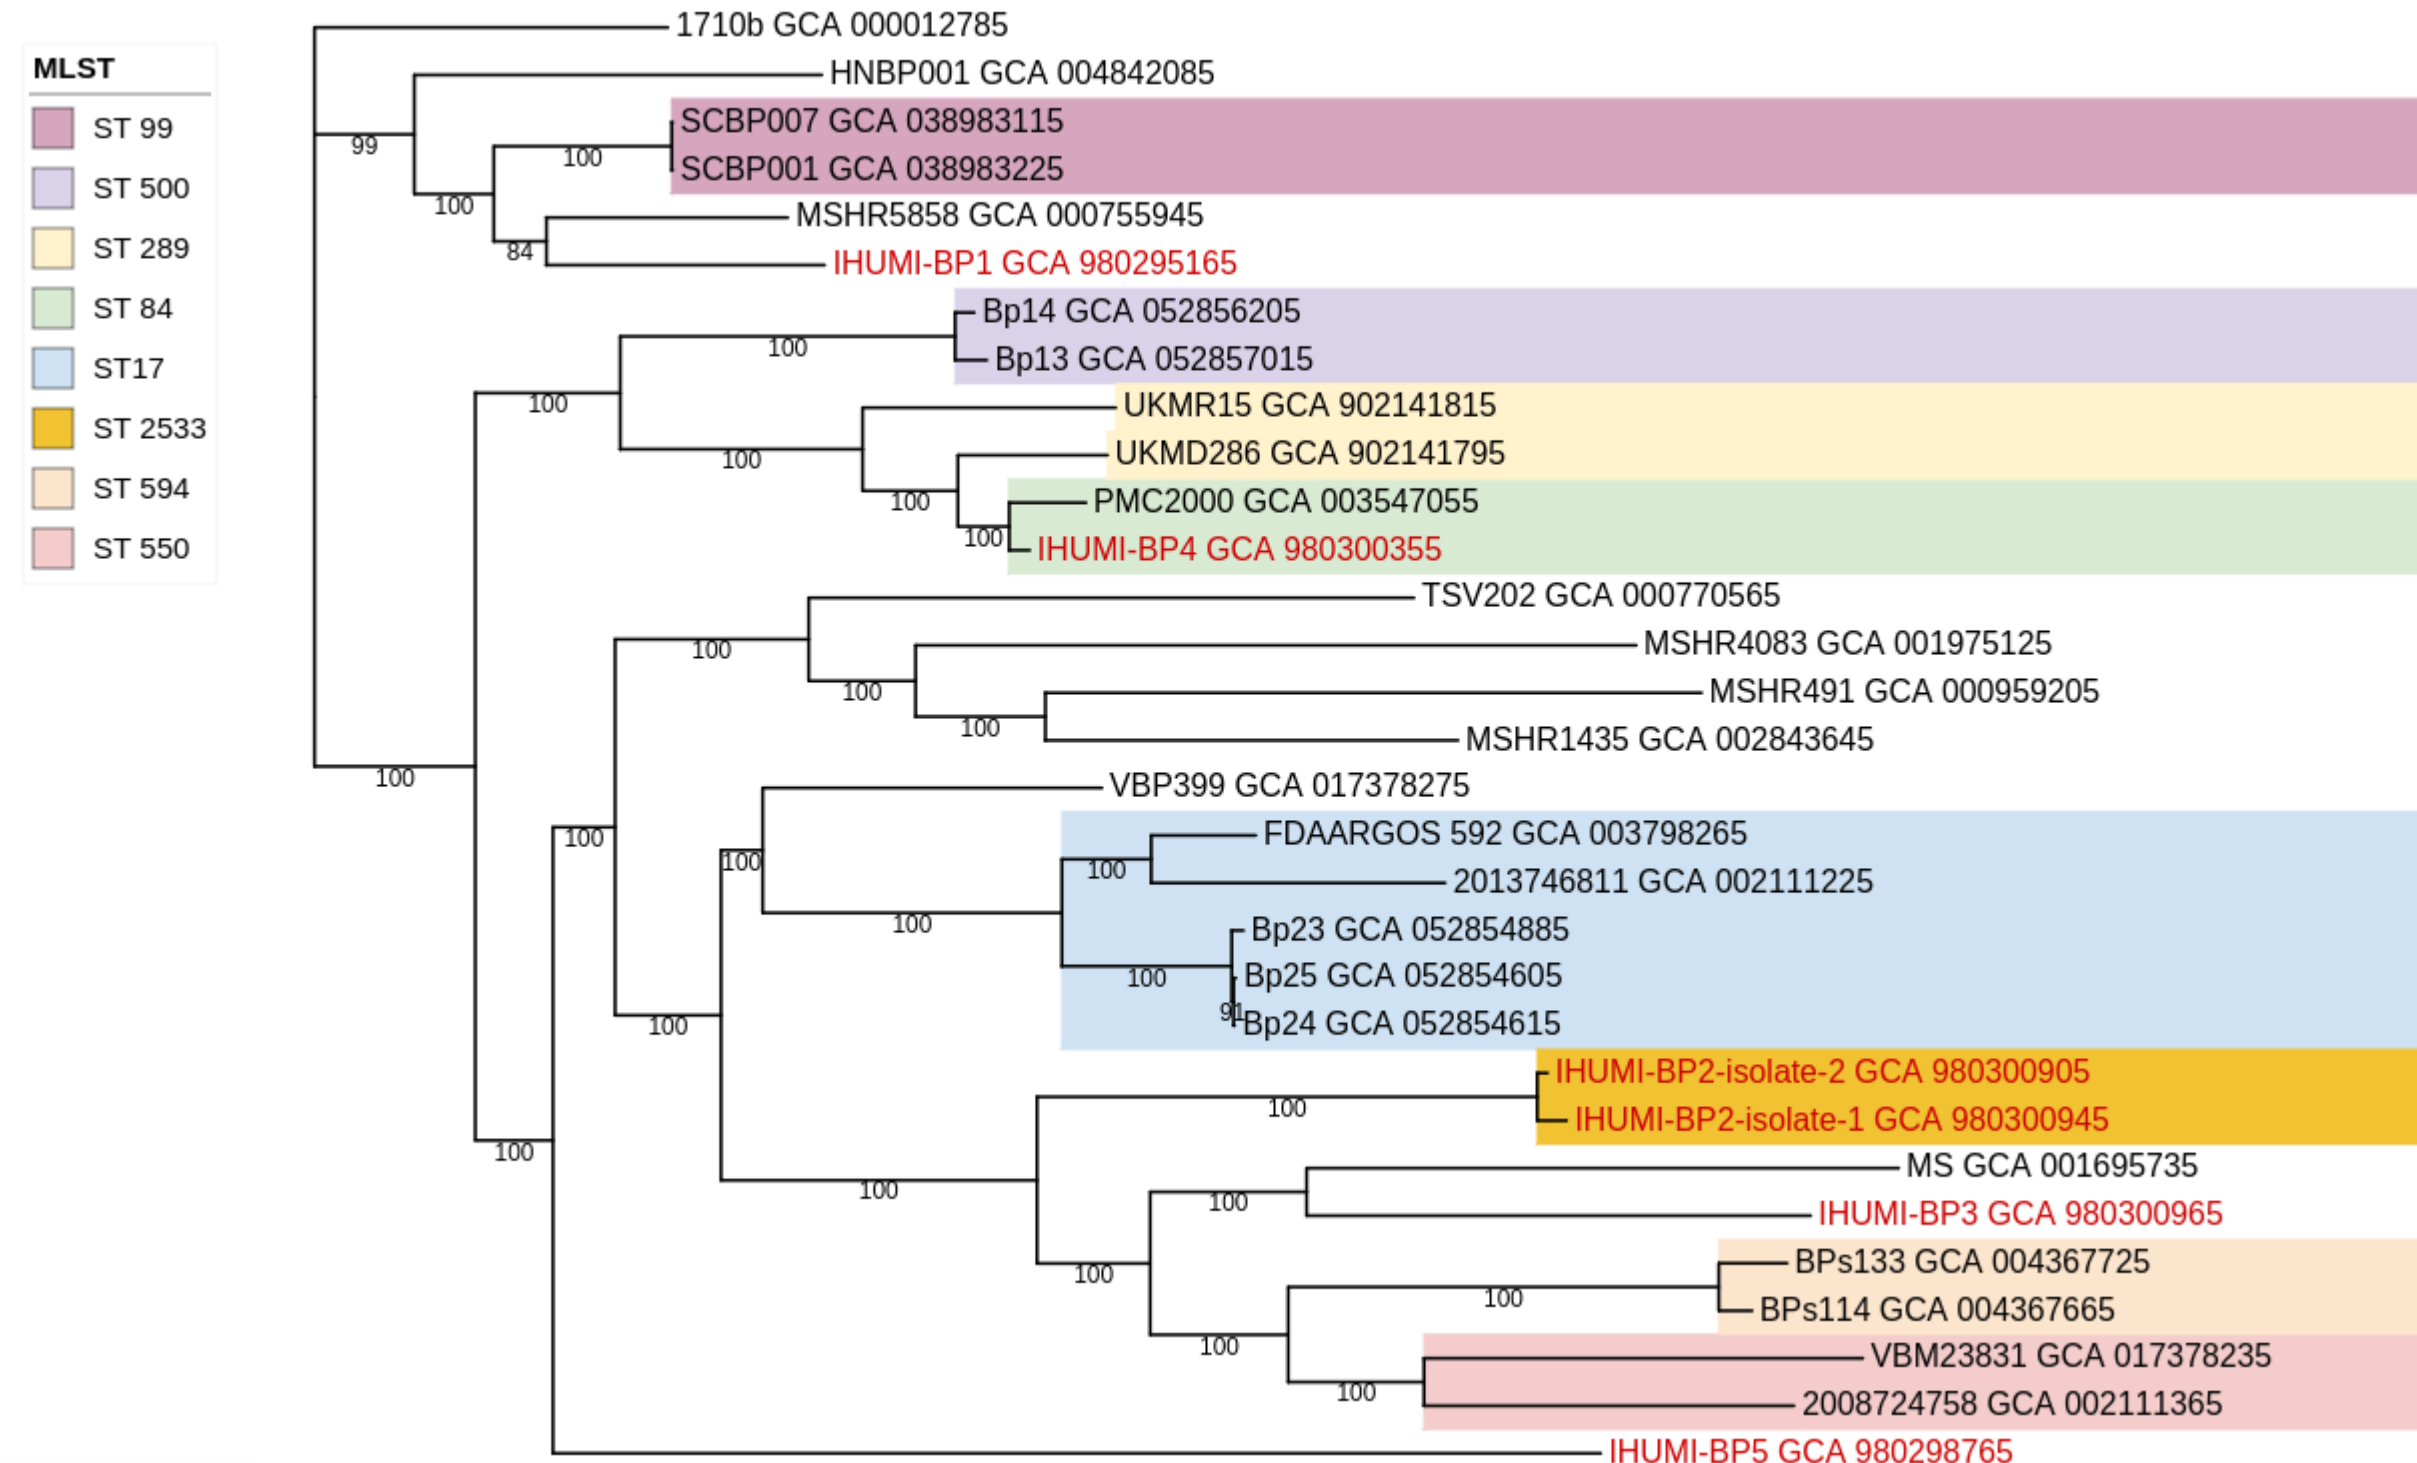 MLST
ST 99
ST 500
ST 289
ST 84
ST17
ST 2533
ST 594
ST 550
1710b GCA 000012785
HNBP001 GCA 004842085
SCBP007 GCA 038983115
99
100
SCBP001 GCA 038983225
100
MSHR5858 GCA 000755945
84
IHUMI-BP1 GCA 980295165
Bp14 GCA 052856205
100
Bp13 GCA 052857015
100
UKMR15 GCA 902141815
100
UKMD286 GCA 902141795
100
PMC2000 GCA 003547055
100
IHUMI-BP4 GCA 980300355
TSV202 GCA 000770565
100
MSHR4083 GCA 001975125
100
MSHR491 GCA 000959205
100
MSHR1435 GCA 002843645
100
VBP399 GCA 017378275
100
FDAARGOS 592 GCA 003798265
100
100
2013746811 GCA 002111225
100
Bp23 GCA 052854885
100
Bp25 GCA 052854605
91
Bp24 GCA 052854615
100
IHUMI-BP2-isolate-2 GCA 980300905
100
IHUMI-BP2-isolate-1 GCA 980300945
100
MS GCA 001695735
100
100
IHUMI-BP3 GCA 980300965
BPs133 GCA 004367725
100
100
BPs114 GCA 004367665
100
VBM23831 GCA 017378235
100
2008724758 GCA 002111365
IHUMI-BP5 GCA 980298765